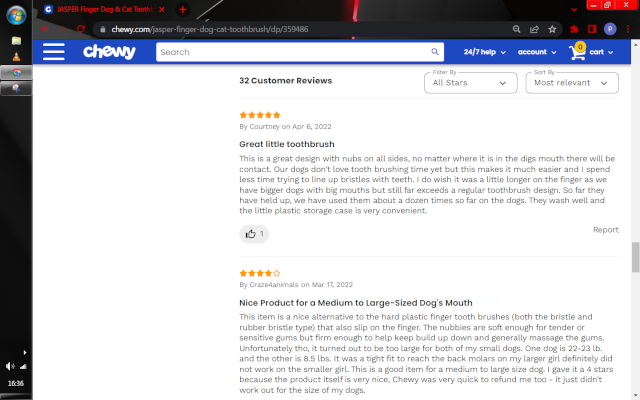 JASPER Finger Dog & Cat Tooth
chewy.com/jasper-finger-dog-cat-toothbrush/dp/359486
P
chewy
Search
24/7 help
account
0
cart
32 Customer Reviews
Filter By
All Stars
Sort By
Most relevant
By Courtney on Apr 6, 2022
Great little toothbrush
This is a great design with nubs on all sides, no matter where it is in the digs mouth there will be
contact. Our dogs don't love tooth brushing time yet but this makes it much easier and I spend
less time trying to line up bristles with teeth. I do wish it was a little longer on the finger as we
have bigger dogs with big mouths but still far exceeds a regular toothbrush design. So far they
have held up, we have used them about a dozen times so far on the dogs. They wash well and
the little plastic storage case is very convenient.
1
Report
By Craze4animals on Mar 17, 2022
Nice Product for a Medium to Large-Sized Dog's Mouth
This item is a nice alternative to the hard plastic finger tooth brushes (both the bristle and
rubber bristle type) that also slip on the finger. The nubbies are soft enough for tender or
sensitive gums but firm enough to help keep build up down and generally massage the gums.
Unfortunately tho, it turned out to be too large for both of my small dogs. One dog is 22-23 lb.
and the other is 8.5 lbs. It was a tight fit to reach the back molars on my larger girl definitely did
not work on the smaller girl. This is a good item for a medium to large size dog. I gave it a 4 stars
because the product itself is very nice, Chewy was very quick to refund me too - it just didn't
work out for the size of my dogs.
16:36